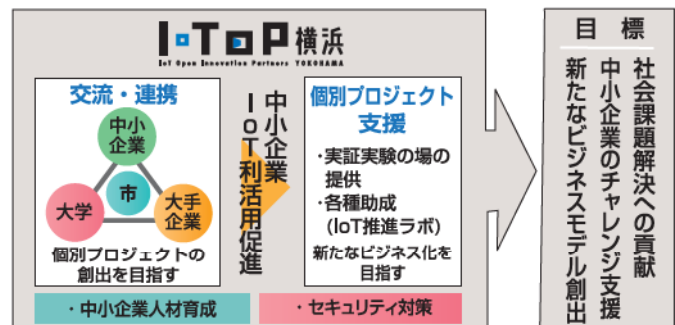 I・TOP 横浜
IoT Open Innovation Partners YOKOHAMA
交流・連携
中小
企業
市
大学
大手
企業
個別プロジェクトの
創出を目指す
中小企業
IoT利活用促進
個別プロジェクト
支援
・実証実験の場の
提供
・各種助成
(IoT推進ラボ)
新たなビジネス化を
目指す
・中小企業人材育成
・セキュリティ対策
目 標
社会課題解決への貢献
中小企業のチャレンジ支援
新たなビジネスモデル創出